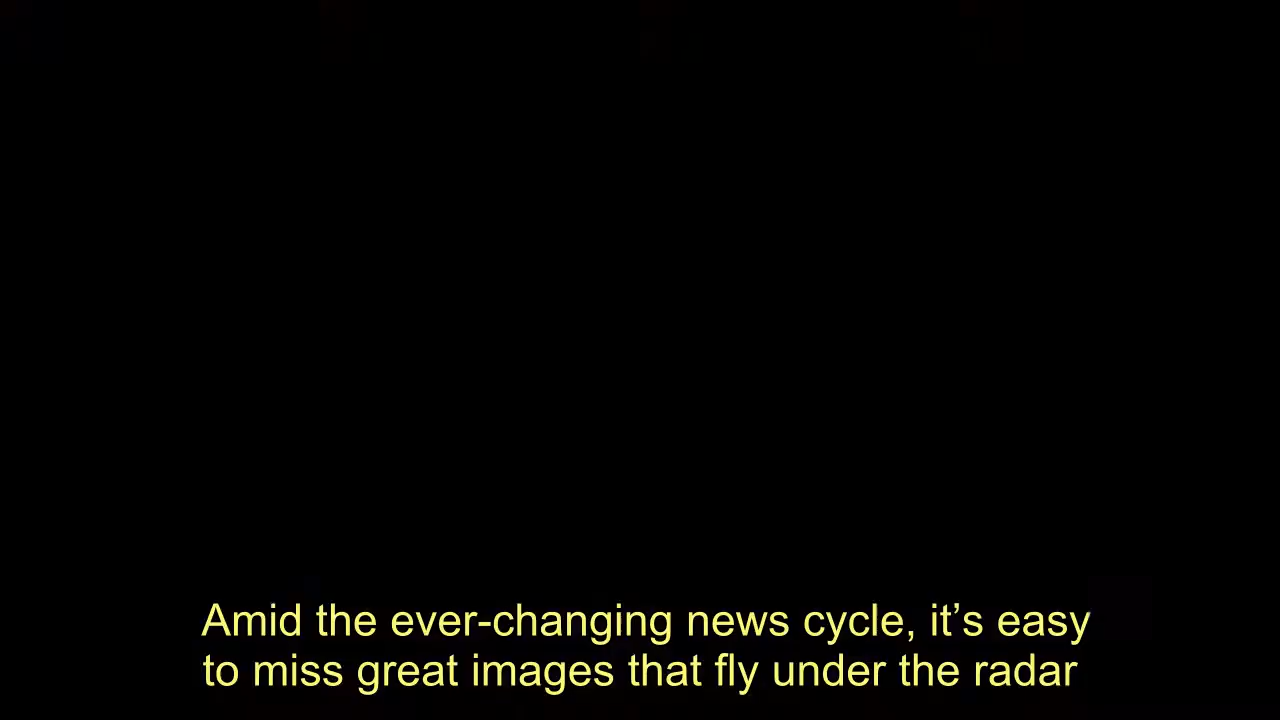 Amid the ever-changing news cycle, it’s easy
to miss great images that fly under the radar